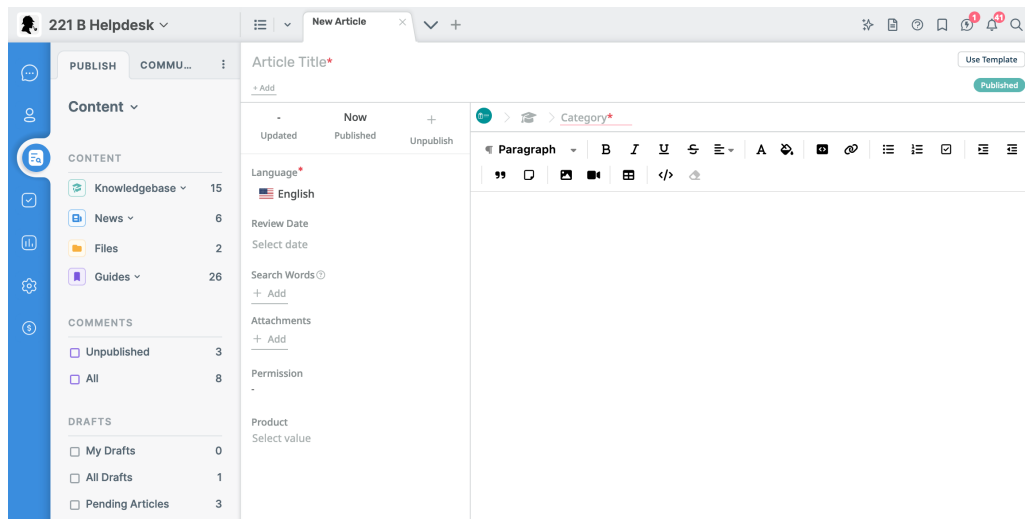 221 B Helpdesk
New Article
1
41
PUBLISH
COMMU...
Article Title*
Use Template
+ Add
Published
Content
-
Updated
Now
Published
Unpublish
Category*
Paragraph
B I U S A
CONTENT
Knowledgebase 15
News 6
Files 2
Guides 26
COMMENTS
Unpublished 3
All 8
DRAFTS
My Drafts 0
All Drafts 1
Pending Articles 3
Language*
English
Review Date
Select date
Search Words
+ Add
Attachments
+ Add
Permission
-
Product
Select value